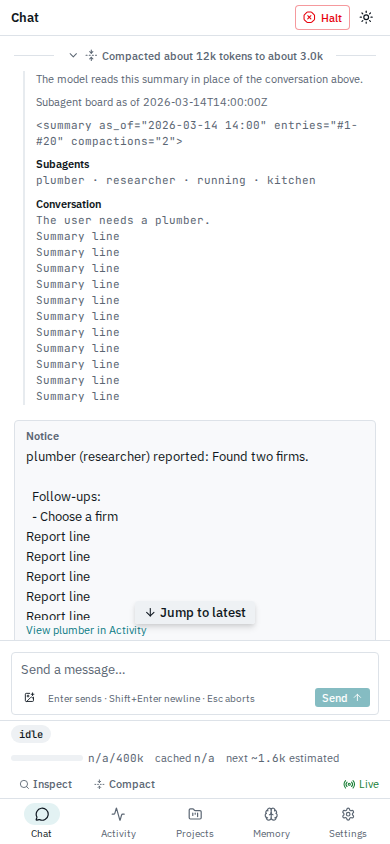 Chat
Halt
Compacted about 12k tokens to about 3.0k
The model reads this summary in place of the conversation above.
Subagent board as of 2026-03-14T14:00:00Z
<summary as_of="2026-03-14 14:00" entries="#1-
#20" compactions="2">
Subagents
plumber · researcher · running · kitchen
Conversation
The user needs a plumber.
Summary line
Summary line
Summary line
Summary line
Summary line
Summary line
Summary line
Summary line
Summary line
Summary line
Summary line
Notice
plumber (researcher) reported: Found two firms.
Follow-ups:
- Choose a firm
Report line
Report line
Report line
Report line
Report line
Jump to latest
View plumber in Activity
Send a message...
Enter sends · Shift+Enter newline · Esc aborts
Send
idle
n/a/400k cached n/a next ~1.6k estimated
Inspect
Compact
Live
Chat
Activity
Projects
Memory
Settings